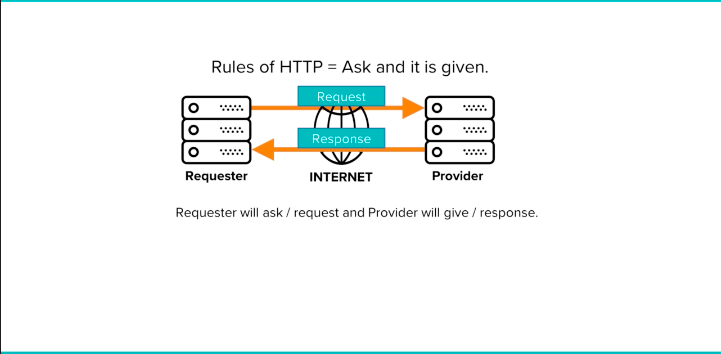 Rules of HTTP = Ask and it is given.
Request
Response
Requester
INTERNET
Provider
Requester will ask / request and Provider will give / response.